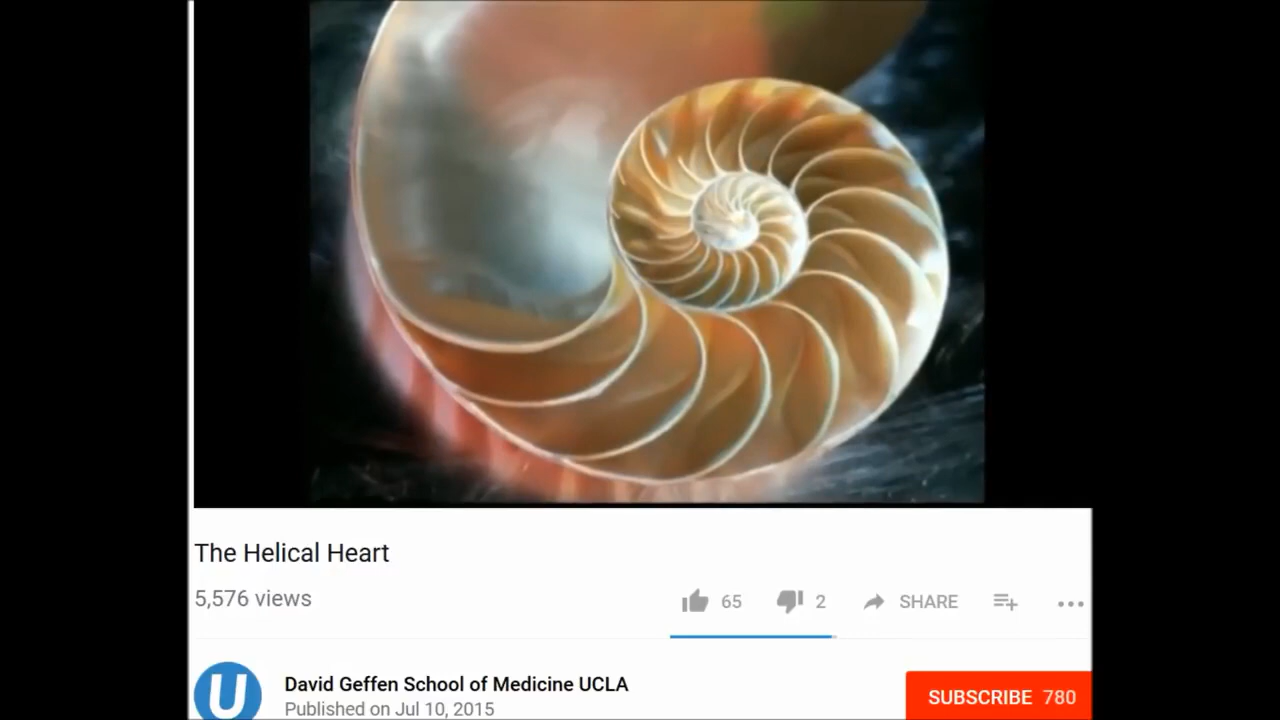 The Helical Heart
5,576 views
65 2 SHARE
U
David Geffen School of Medicine UCLA
Published on Jul 10, 2015
SUBSCRIBE 780